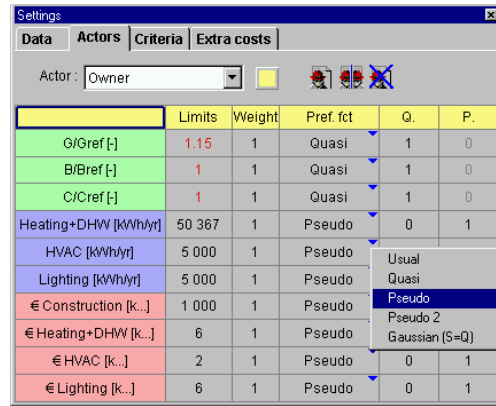 Settings
Data Actors Criteria Extra costs
Actor : Owner
Limits Weight Pref. fct Q. P.
G/Gref [-] 1.15 1 Quasi 1 0
B/Bref [-] 1 1 Quasi 1 0
C/Cref [-] 1 1 Quasi 1 0
Heating+DHW [kWh/yr] 50 367 1 Pseudo 0 1
HVAC [kWh/yr] 5 000 1 Pseudo
Lighting [kWh/yr] 5 000 1 Pseudo
€ Construction [k...] 1 000 1 Pseudo
€ Heating+DHW [k...] 6 1 Pseudo
€ HVAC [k...] 2 1 Pseudo 0 1
€ Lighting [k...] 6 1 Pseudo 0 1
Usual
Quasi
Pseudo
Pseudo 2
Gaussian (S=Q)